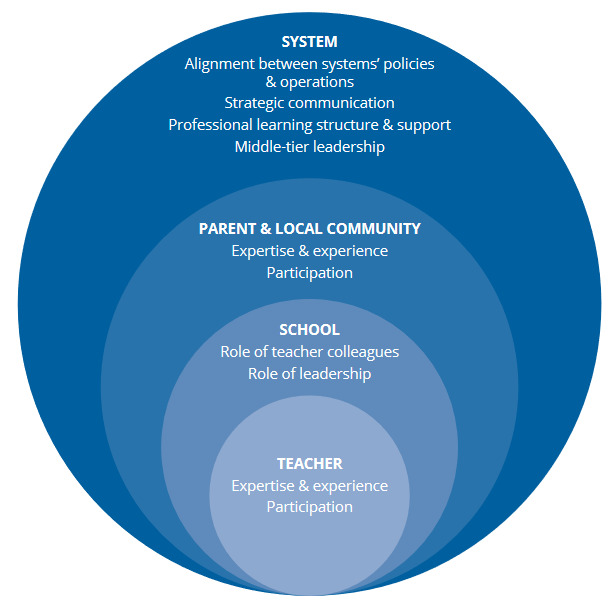 SYSTEM
Alignment between systems’ policies
& operations
Strategic communication
Professional learning structure & support
Middle-tier leadership
PARENT & LOCAL COMMUNITY
Expertise & experience
Participation
SCHOOL
Role of teacher colleagues
Role of leadership
TEACHER
Expertise & experience
Participation